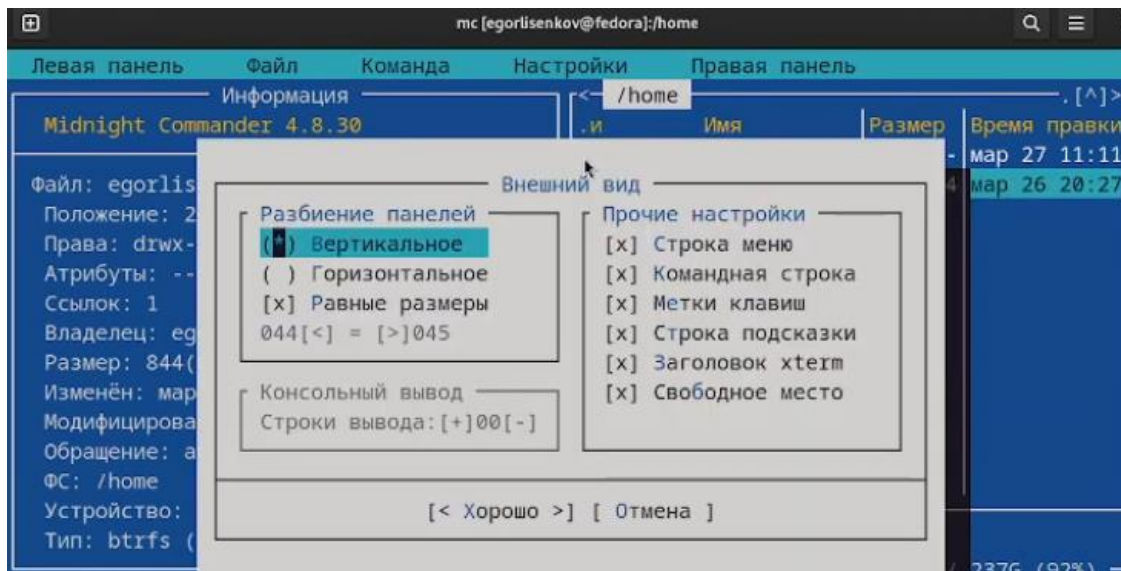 mc [egorlisenkov@fedora]:/home
Левая панель Файл Команда Настройки Правая панель
Информация
Midnight Commander 4.8.30
Файл: egorlis
Положение: 2
Права: drwx-
Атрибуты: --
Ссылок: 1
Владелец: eg
Размер: 844(
Изменён: мар
Модифицирова
Обращение: а
ФС: /home
Устройство:
Тип: btrfs (
<— /home —.[^]>
.и Имя Размер Время правки
- мар 27 11:11
4 мар 26 20:27
Внешний вид
Разбиение панелей
(*) Вертикальное
( ) Горизонтальное
[x] Равные размеры
044[<] = [>]045
Консольный вывод
Строки вывода:[+]00[-]
Прочие настройки
[x] Строка меню
[x] Командная строка
[x] Метки клавиш
[x] Строка подсказки
[x] Заголовок xterm
[x] Свободное место
[< Хорошо >] [ Отмена ]
237G (92%)